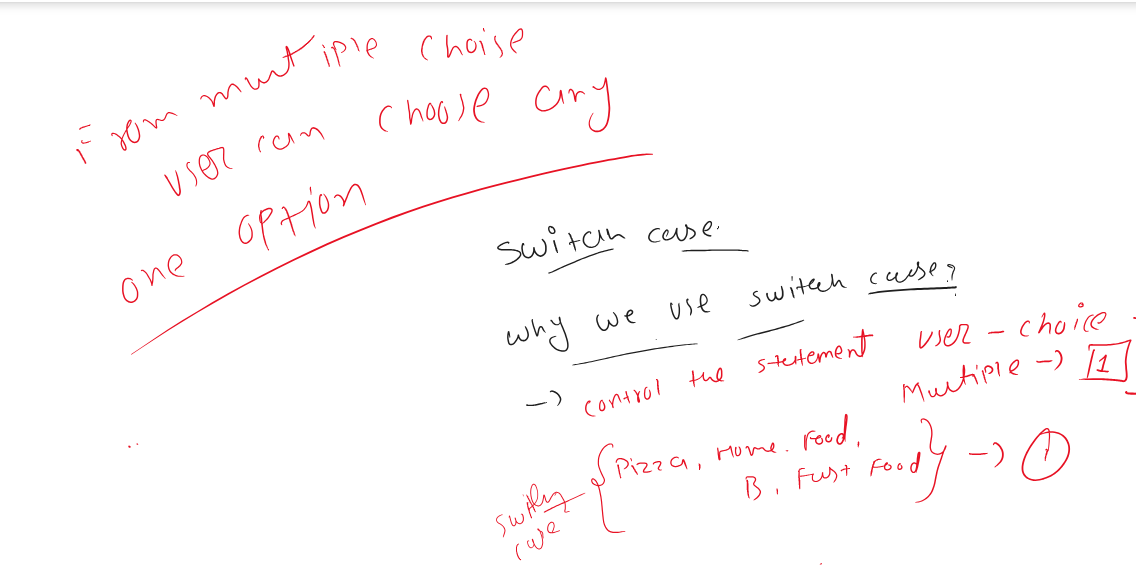 From multiple choise
user can choose any
one option
switch case.
why we use switch case?
→ control the statement user - choice
Multiple → 1
switch case { Pizza, Home. Food,
B, Fast Food } → 1